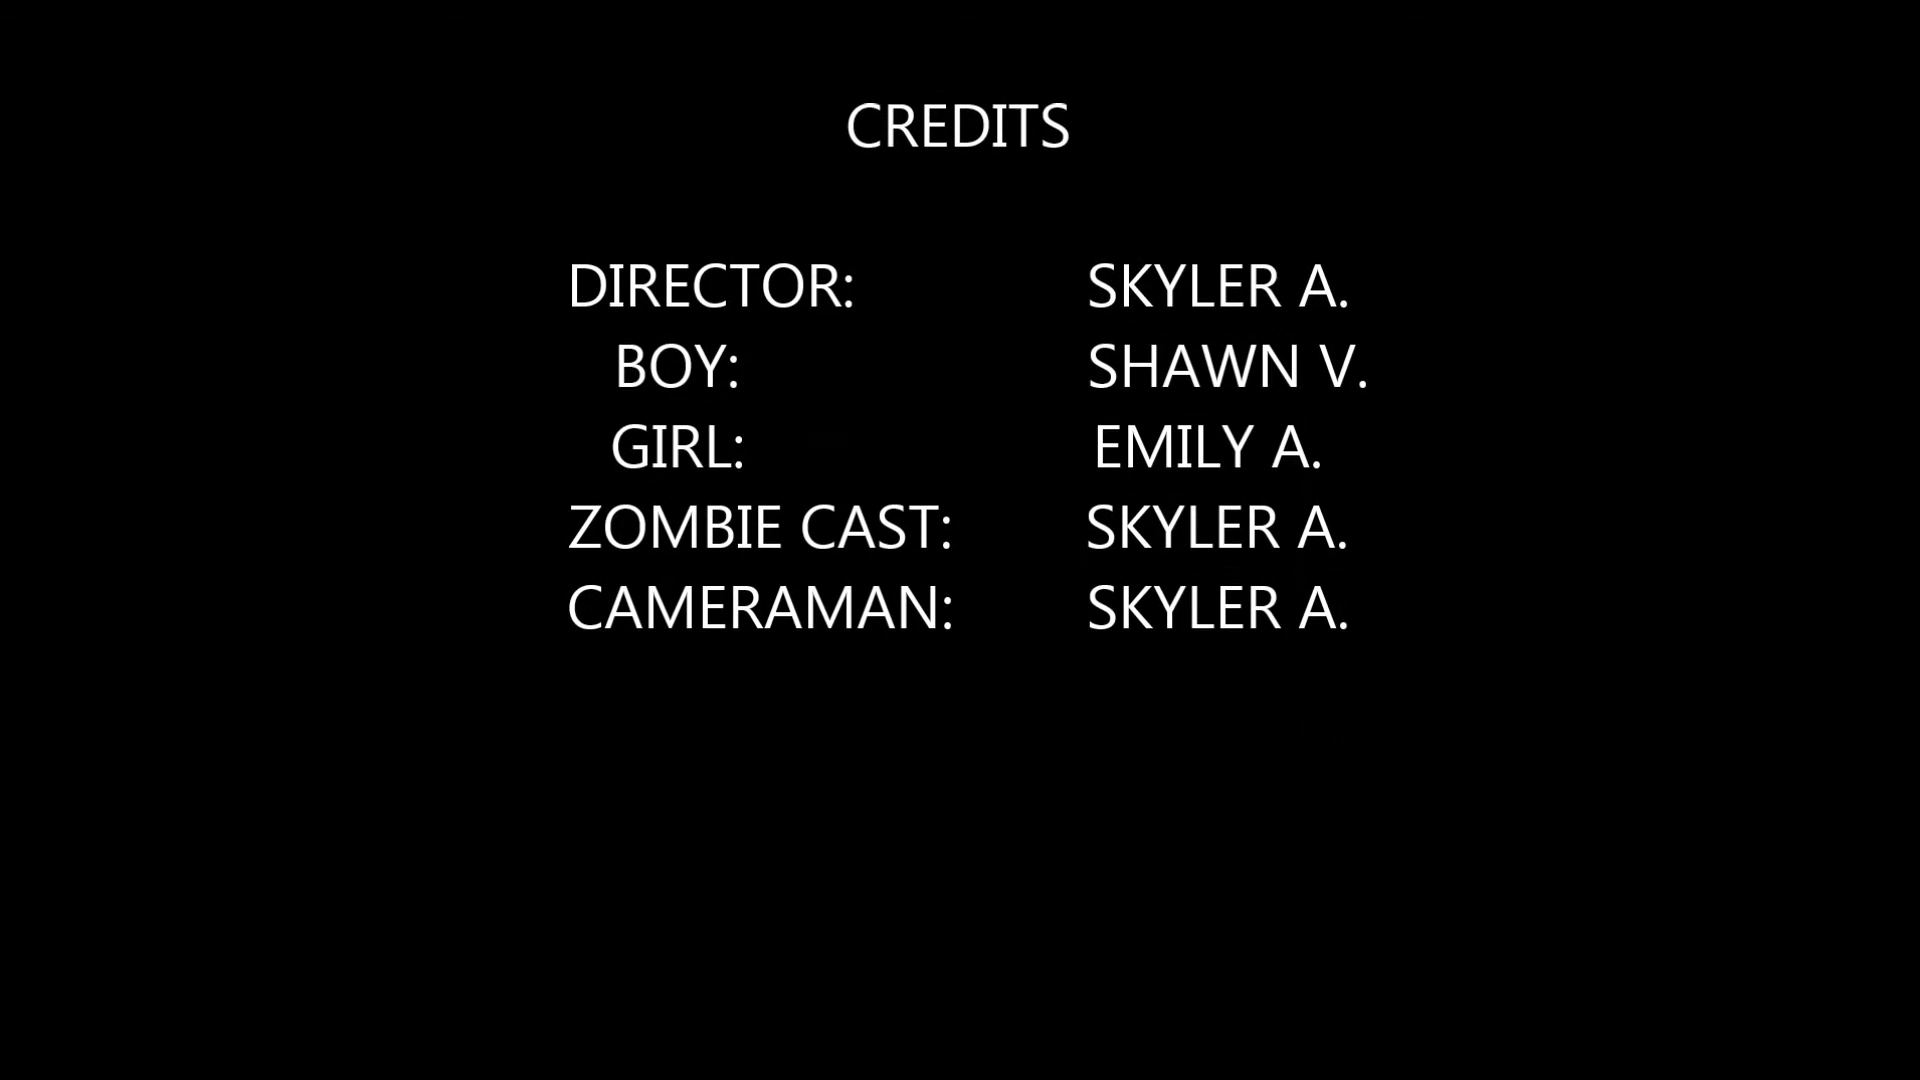 CREDITS
DIRECTOR: SKYLER A.
BOY: SHAWN V.
GIRL: EMILY A.
ZOMBIE CAST: SKYLER A.
CAMERAMAN: SKYLER A.